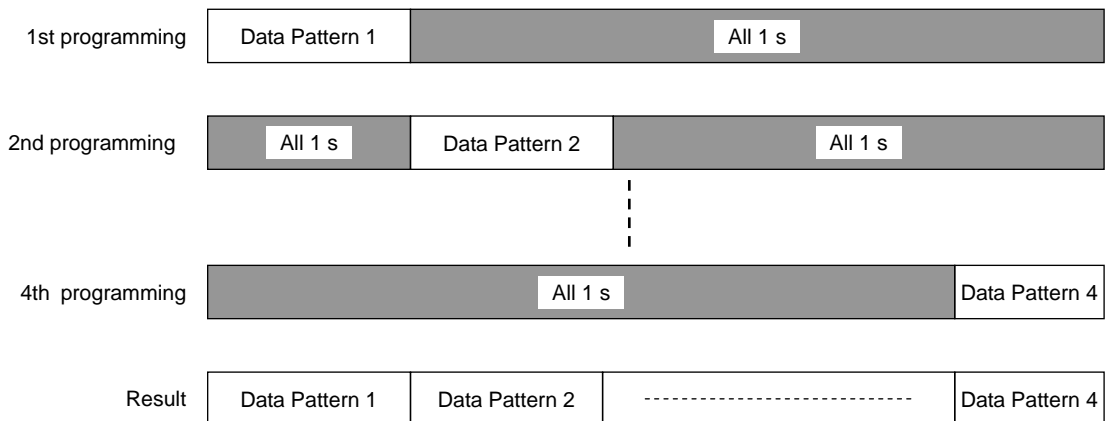 1st programming Data Pattern 1 All 1 s
2nd programming All 1 s Data Pattern 2 All 1 s
4th programming All 1 s Data Pattern 4
Result Data Pattern 1 Data Pattern 2 Data Pattern 4